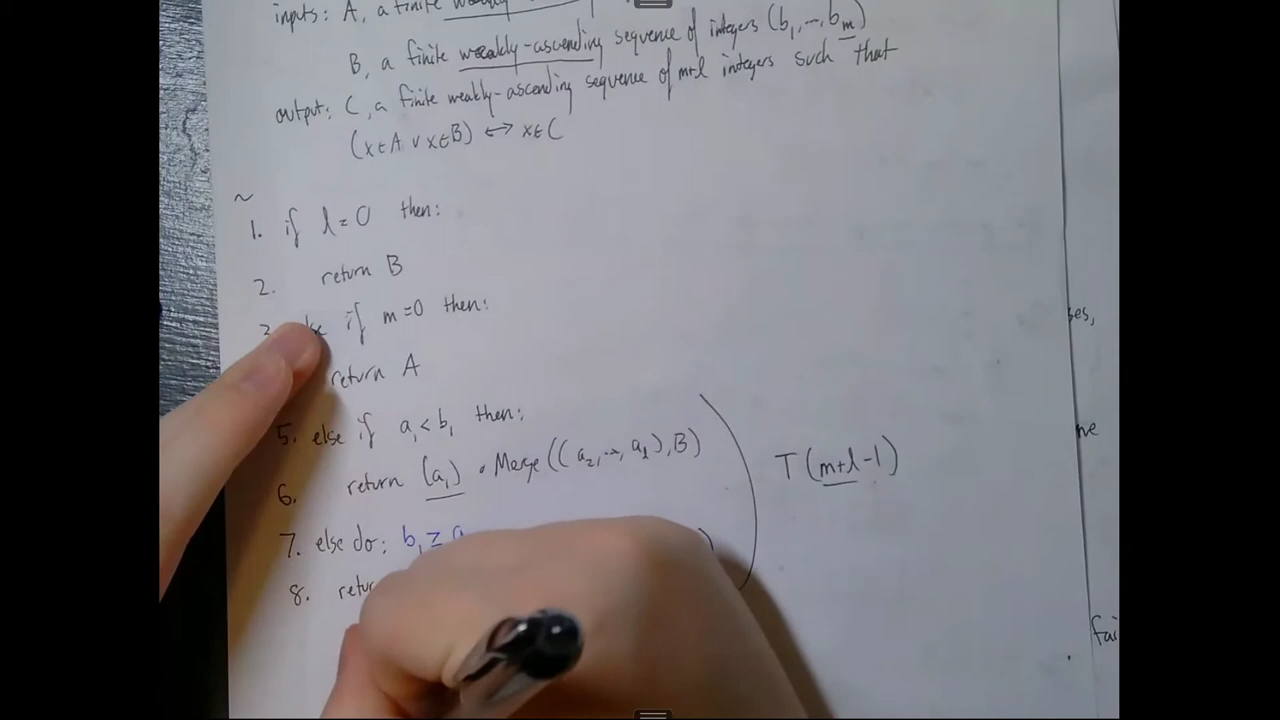 inputs: A, a finite
B, a finite weakly-ascending sequence of integers (b₁, ..., bₘ)
output: C, a finite weakly-ascending sequence of m+l integers such that
(x∈A ∨ x∈B) ↔ x∈C
~
1. if l = 0 then:
2. return B
if m = 0 then:
return A
5. else if a₁ < b₁ then:
6. return (a₁) • Merge((a₂, ..., aₗ), B)
T(m+l-1)
7. else do: b₁ ≥ a
8.